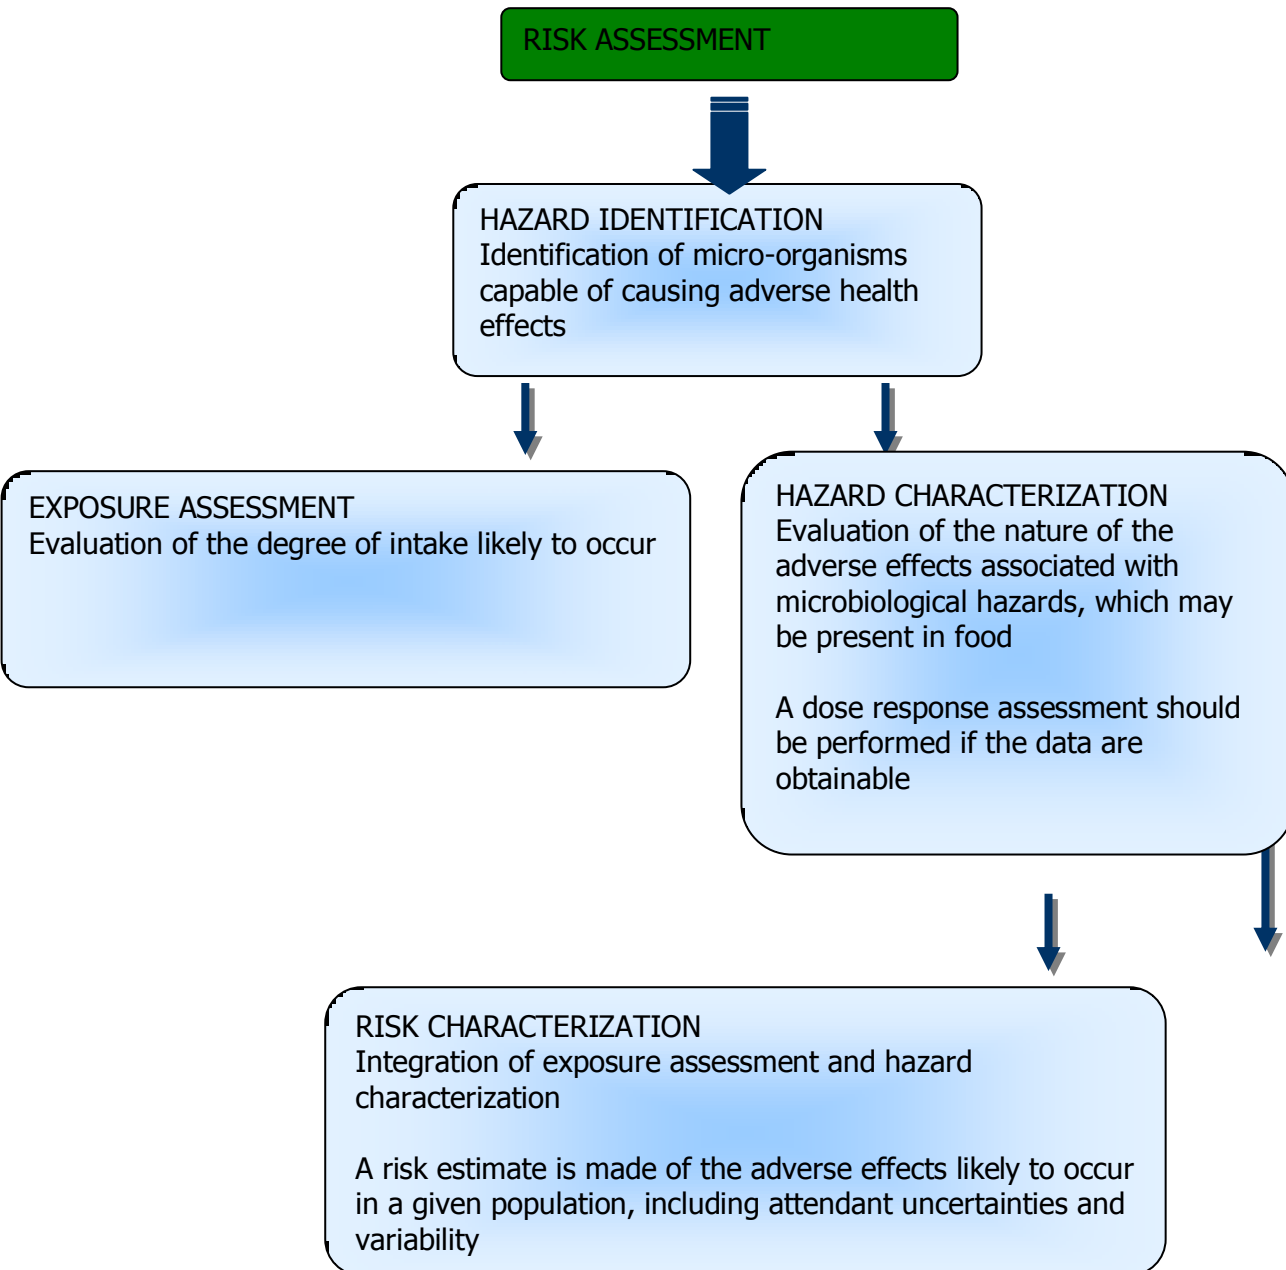 RISK ASSESSMENT
HAZARD IDENTIFICATION
Identification of micro-organisms
capable of causing adverse health
effects
EXPOSURE ASSESSMENT
Evaluation of the degree of intake likely to occur
HAZARD CHARACTERIZATION
Evaluation of the nature of the
adverse effects associated with
microbiological hazards, which may
be present in food
A dose response assessment should
be performed if the data are
obtainable
RISK CHARACTERIZATION
Integration of exposure assessment and hazard
characterization
A risk estimate is made of the adverse effects likely to occur
in a given population, including attendant uncertainties and
variability